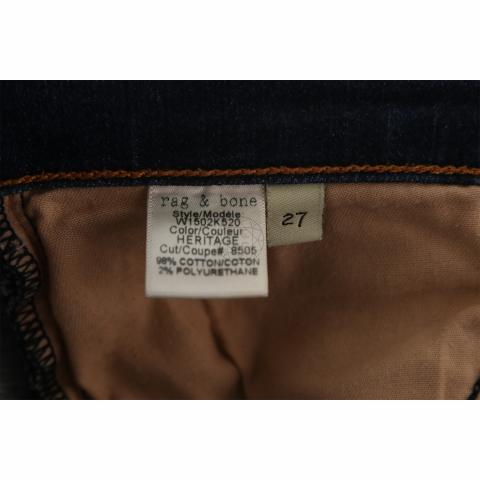 rag & bone
Style/Modèle
W1502K520
Color/Couleur
HERITAGE
Cut/Coupe#  8505
98% COTTON/COTON
2% POLYURETHANE
27